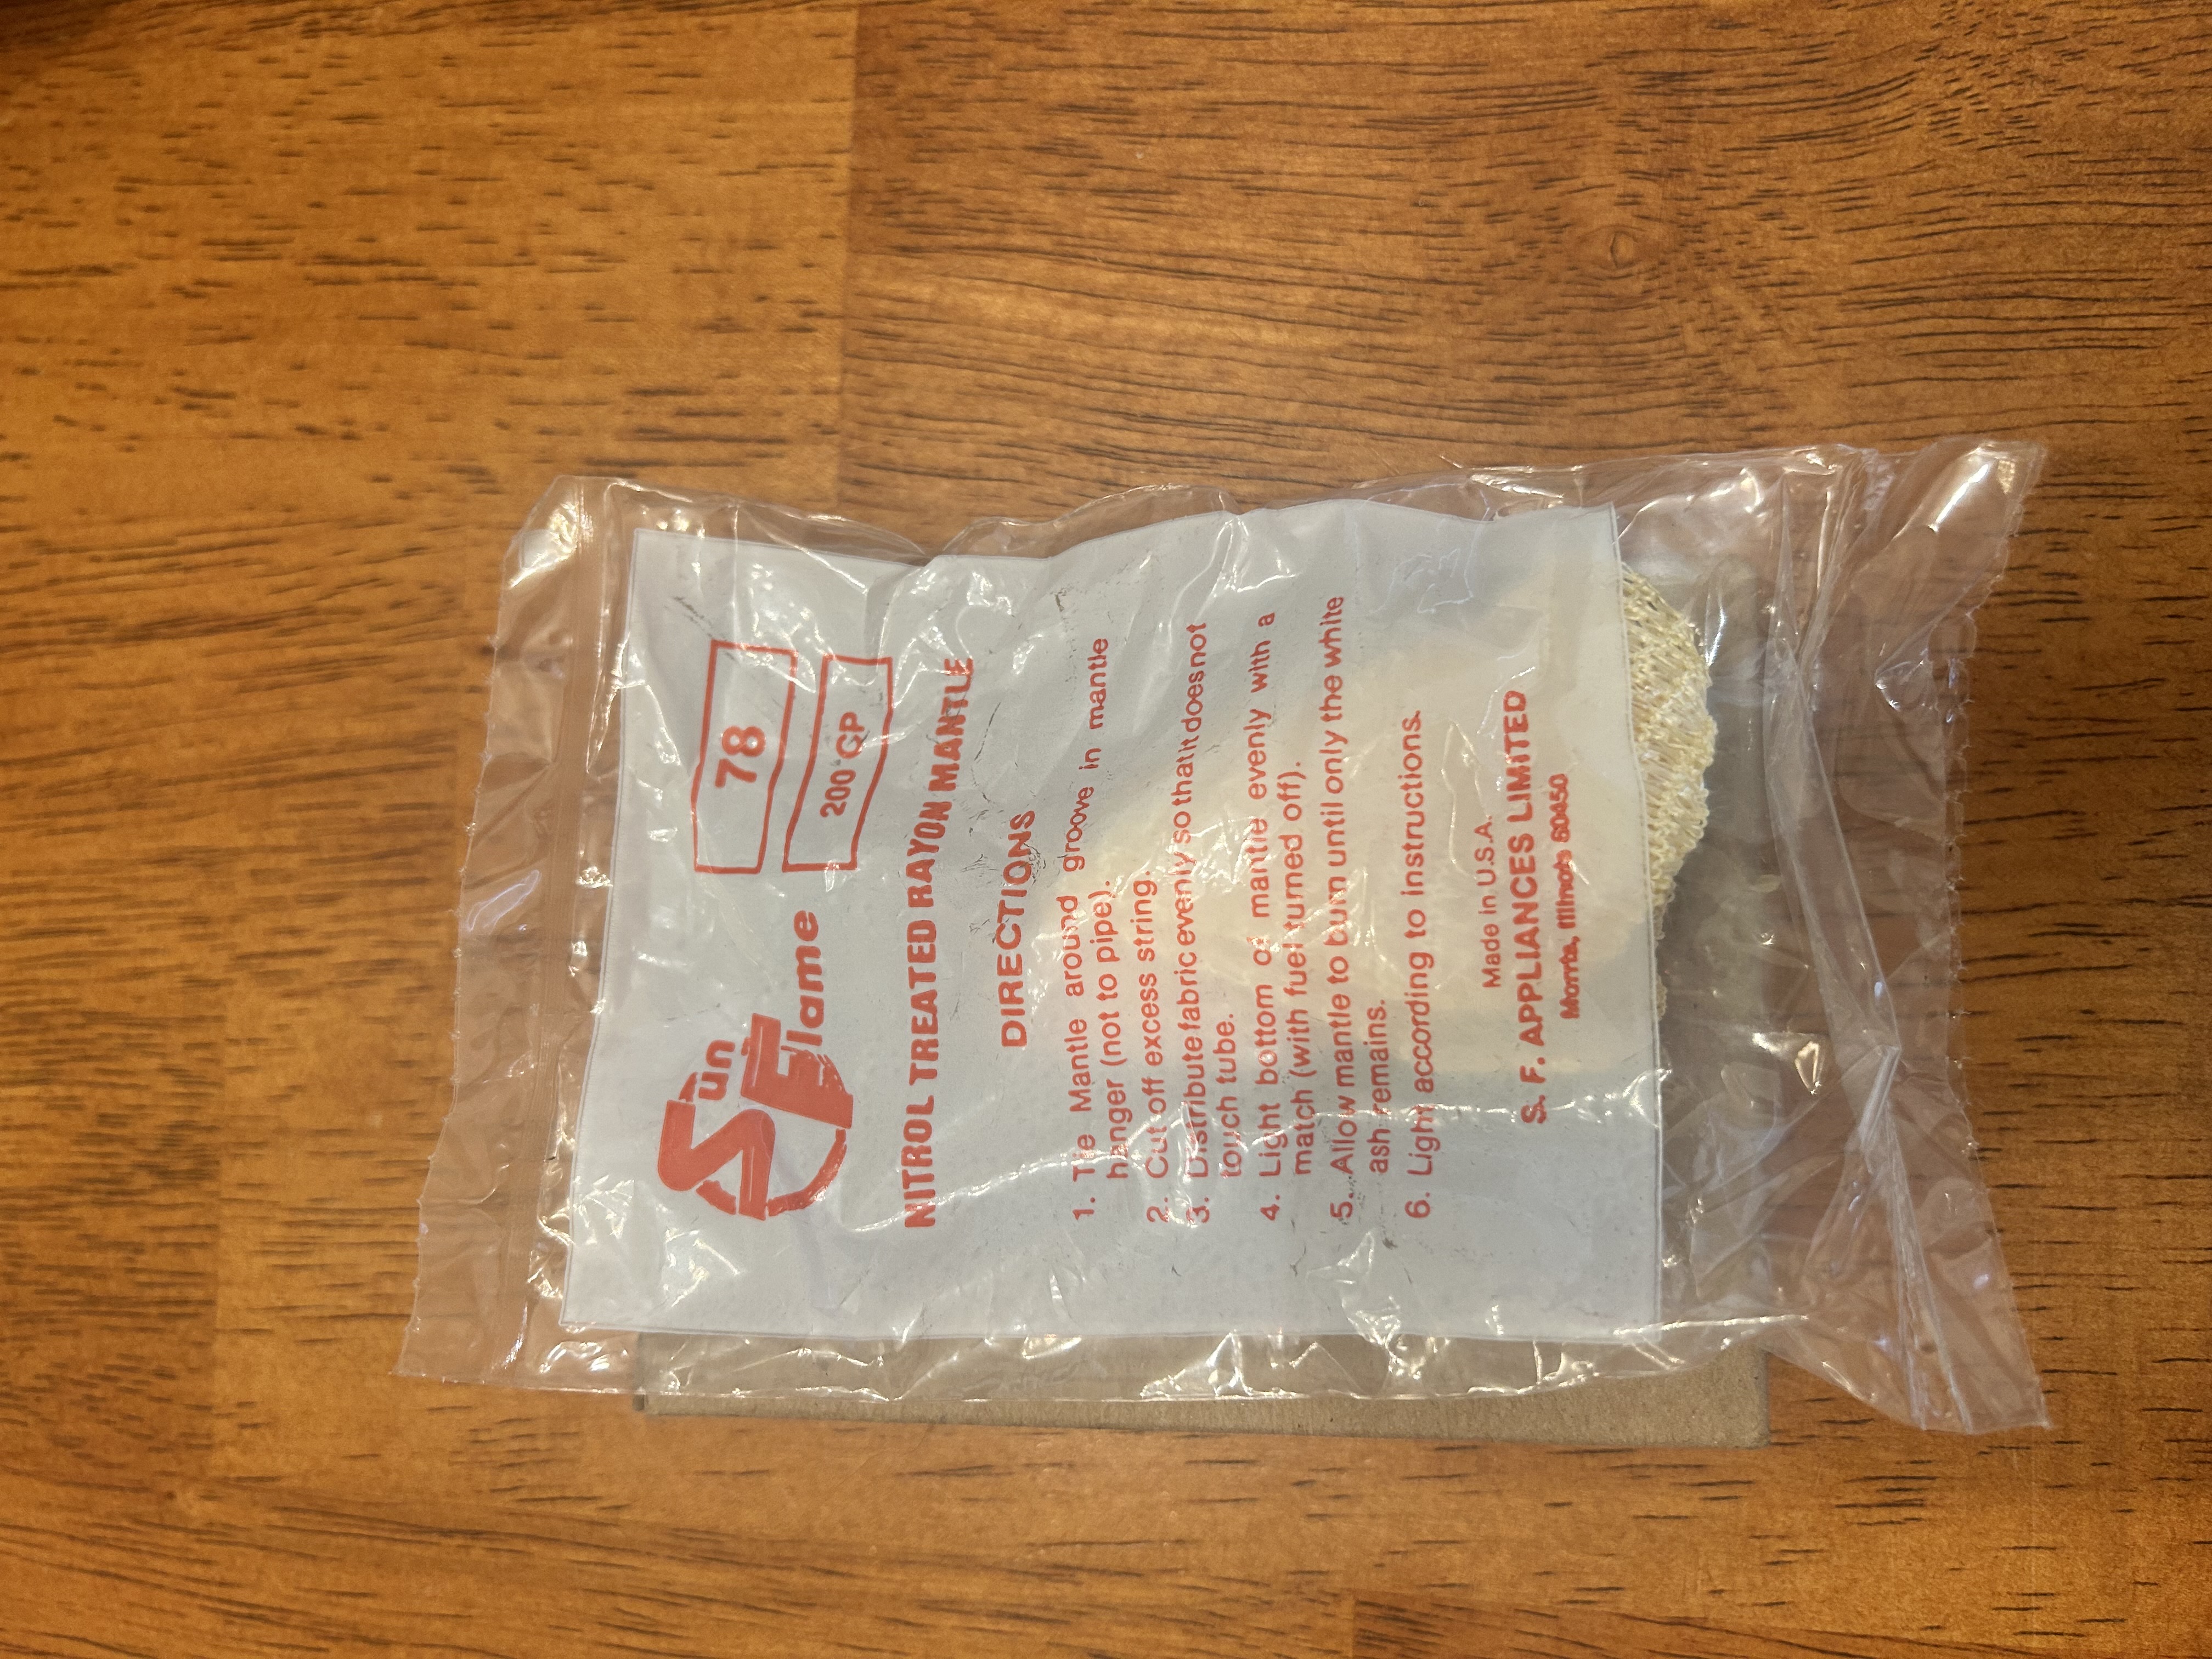 Sun Flame
78
200 CP
NITROL TREATED RAYON MANTLE
DIRECTIONS
1. Tie Mantle around groove in mantle
hanger (not to pipe).
2. Cut off excess string.
3. Distribute fabric evenly so that it does not
touch tube.
4. Light bottom of mantle evenly with a
match (with fuel turned off).
5. Allow mantle to burn until only the white
ash remains.
6. Light according to instructions.
Made in U.S.A.
S. F. APPLIANCES LIMITED
Morris, Illinois 60450